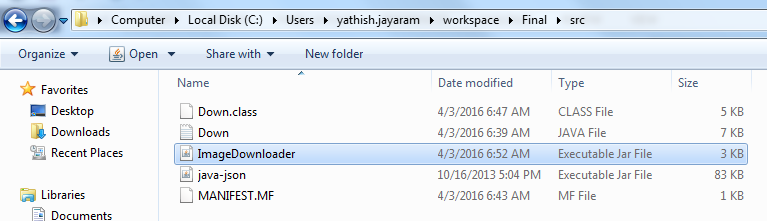 Computer Local Disk (C:) Users yathish.jayaram workspace Final src
Organize Open Share with New folder
Favorites
Desktop
Downloads
Recent Places
Libraries
Documents
Name Date modified Type Size
Down.class 4/3/2016 6:47 AM CLASS File 5 KB
Down 4/3/2016 6:39 AM JAVA File 7 KB
ImageDownloader 4/3/2016 6:52 AM Executable Jar File 3 KB
java-json 10/16/2013 5:04 PM Executable Jar File 83 KB
MANIFEST.MF 4/3/2016 6:43 AM MF File 1 KB